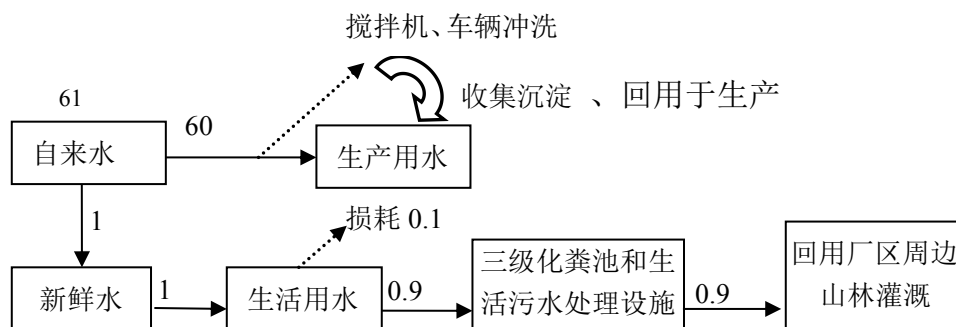 搅拌机、车辆冲洗
61
收集沉淀 、回用于生产
60
自来水
生产用水
1
损耗 0.1
新鲜水
1
生活用水
0.9
三级化粪池和生
活污水处理设施
0.9
回用厂区周边
山林灌溉